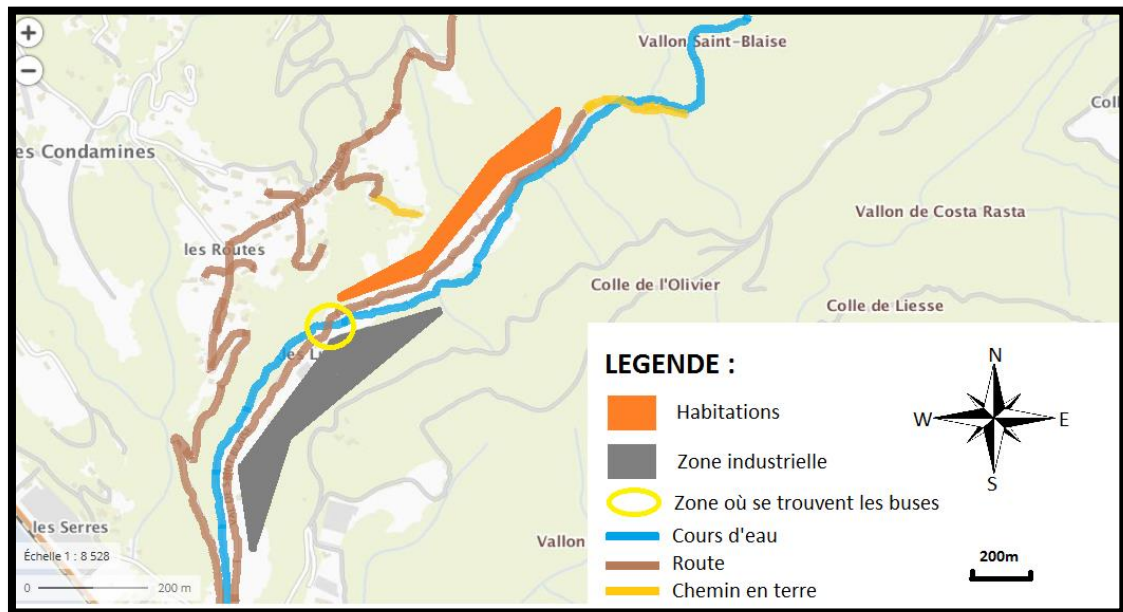 +
−
Vallon Saint-Blaise
Coll
es Condamines
Vallon de Costa Rasta
les Routes
Colle de l'Olivier
Colle de Liesse
les L
LEGENDE :
Habitations
Zone industrielle
Zone où se trouvent les buses
Cours d'eau
Route
Chemin en terre
N
W
E
S
200m
les Serres
Vallon
Échelle 1 : 8 528
0
200 m